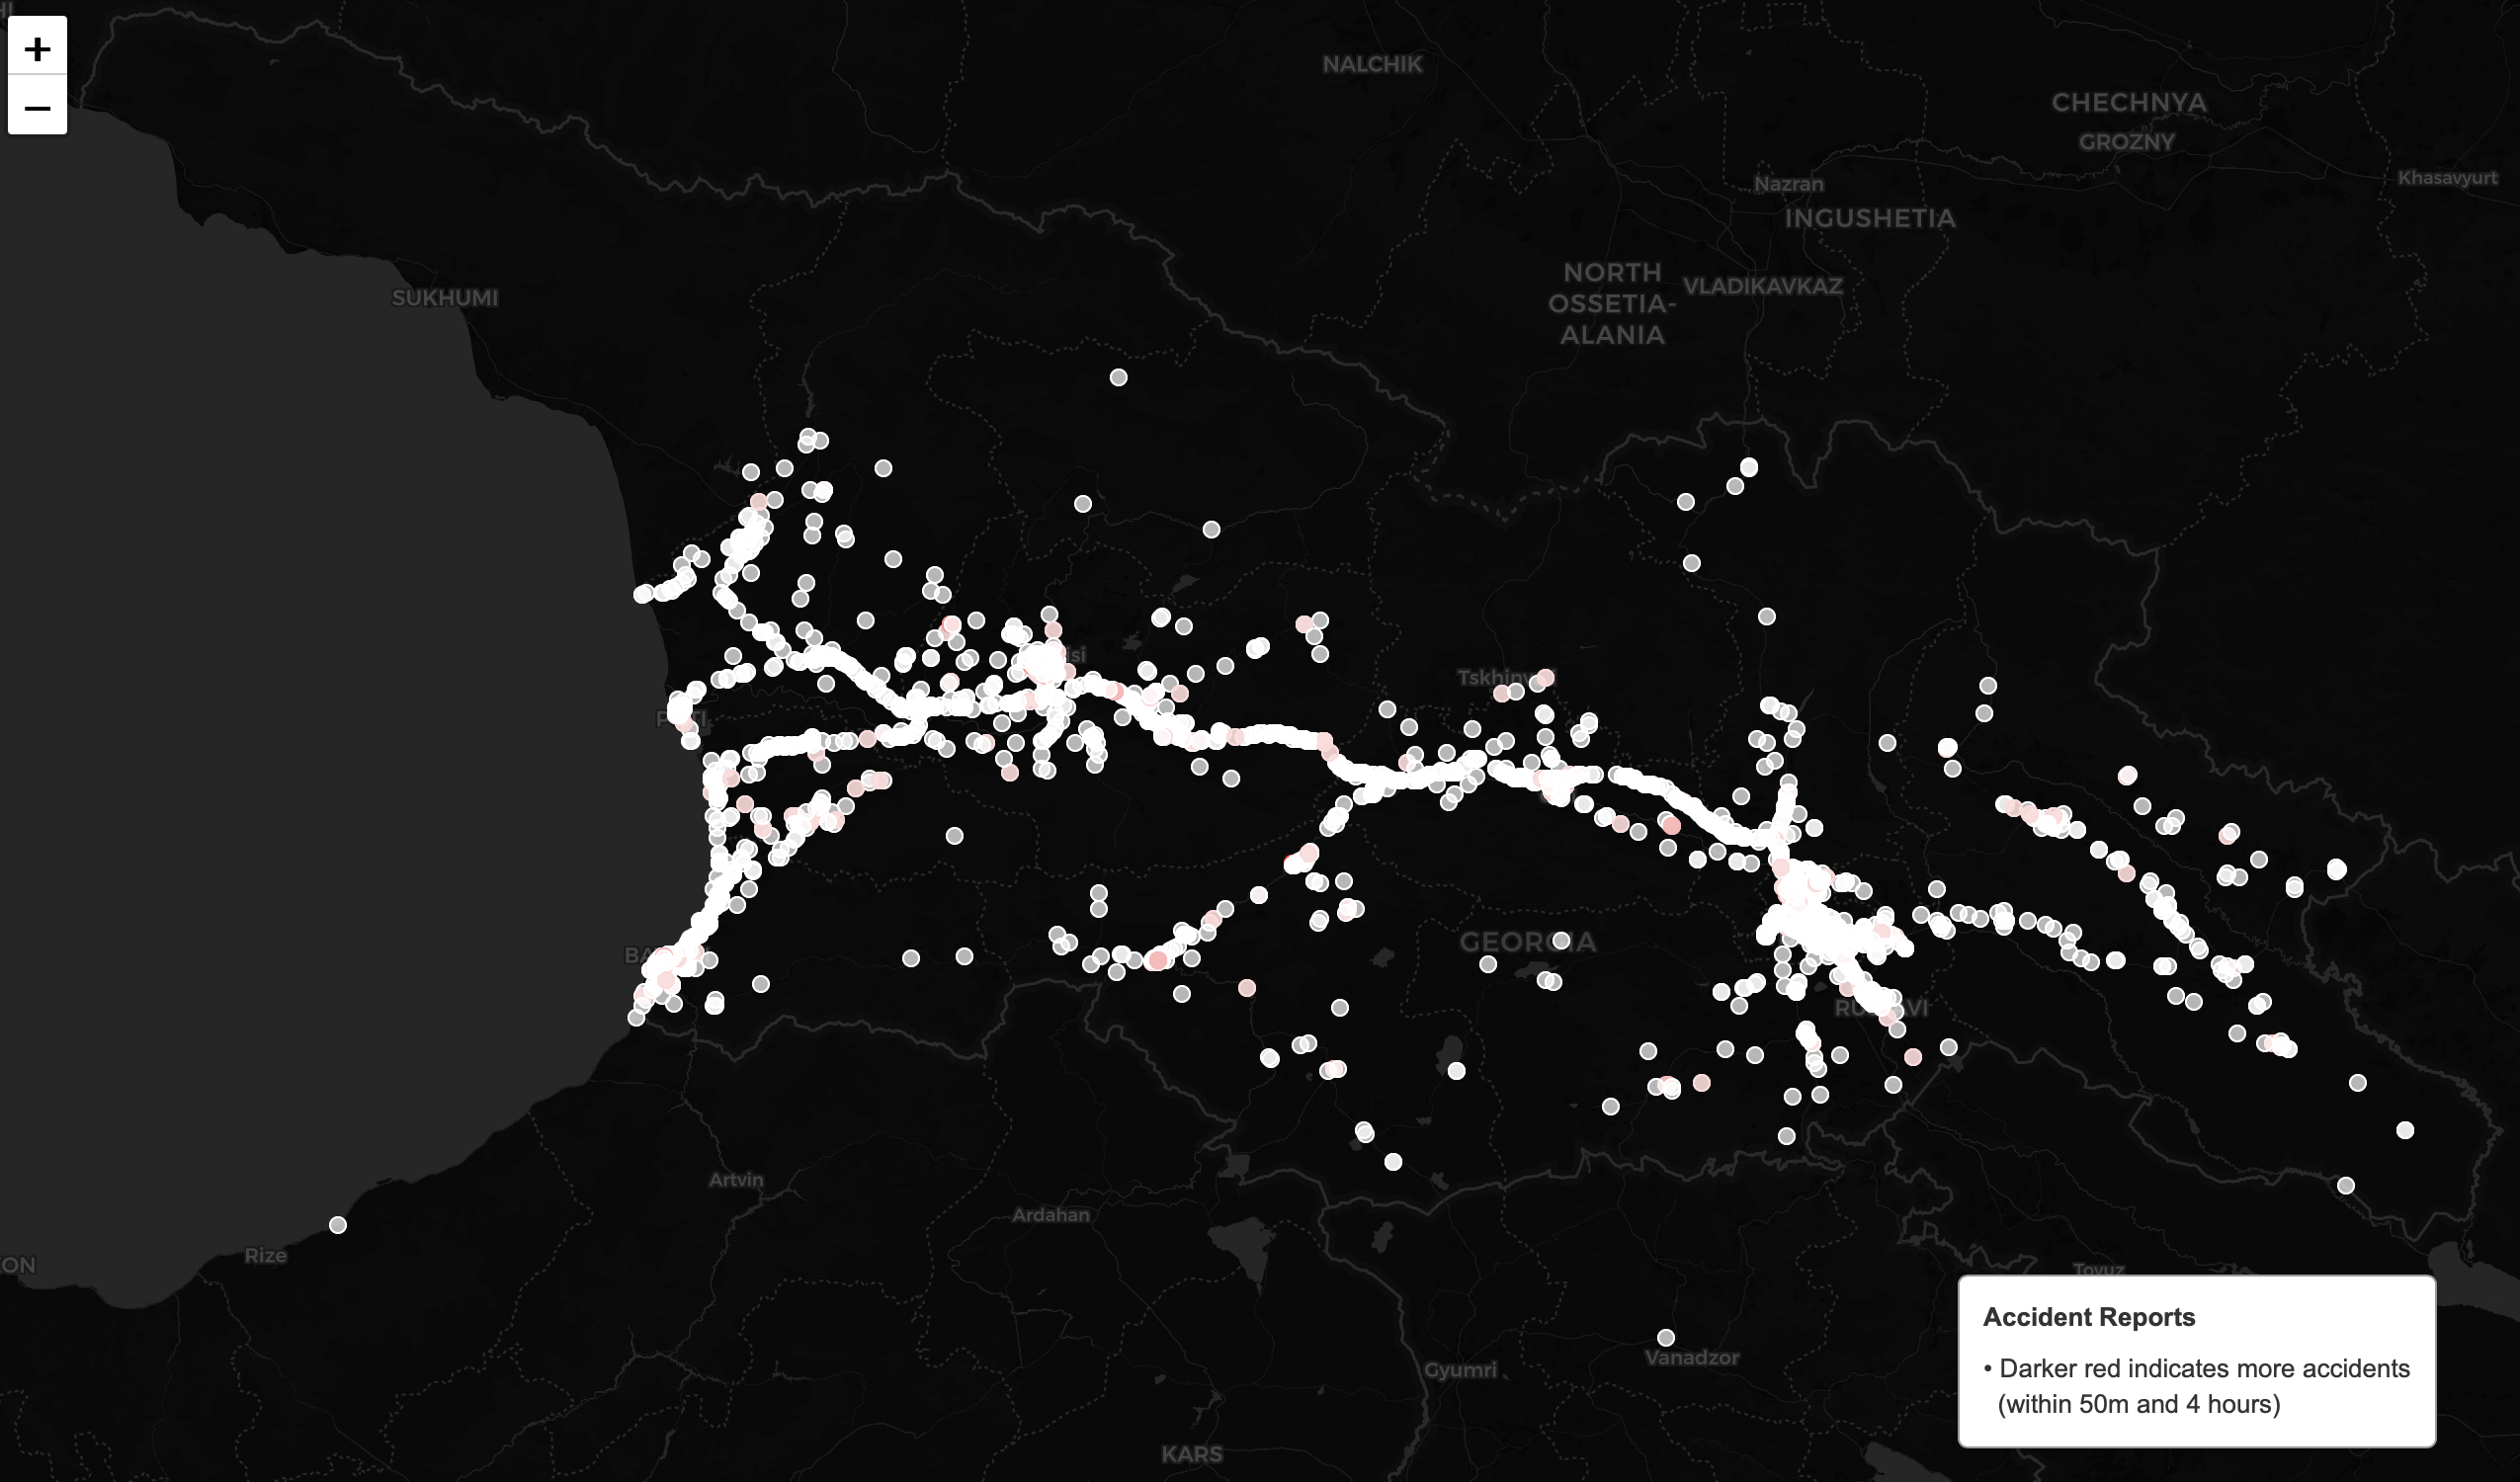 +
−
NALCHIK
CHECHNYA
GROZNY
Khasavyurt
Nazran
INGUSHETIA
NORTH
OSSETIA-
ALANIA
VLADIKAVKAZ
SUKHUMI
GEORGIA
Artvin
Ardahan
Rize
Tovuz
Vanadzor
Gyumri
KARS
Accident Reports
• Darker red indicates more accidents
(within 50m and 4 hours)